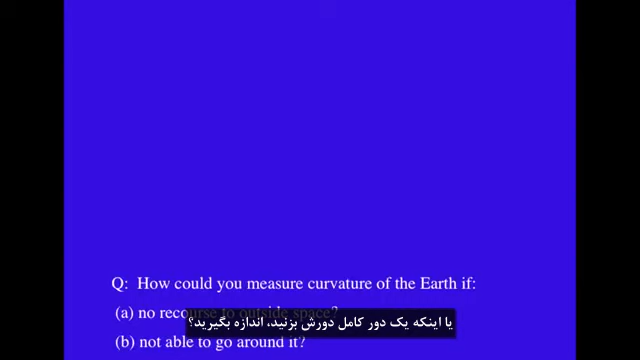 Q: How could you measure curvature of the Earth if:
(a) no recourse to outside space?
یا اینکه یک دور کامل دورش بزنید، اندازه بگیرید؟
(b) not able to go around it?